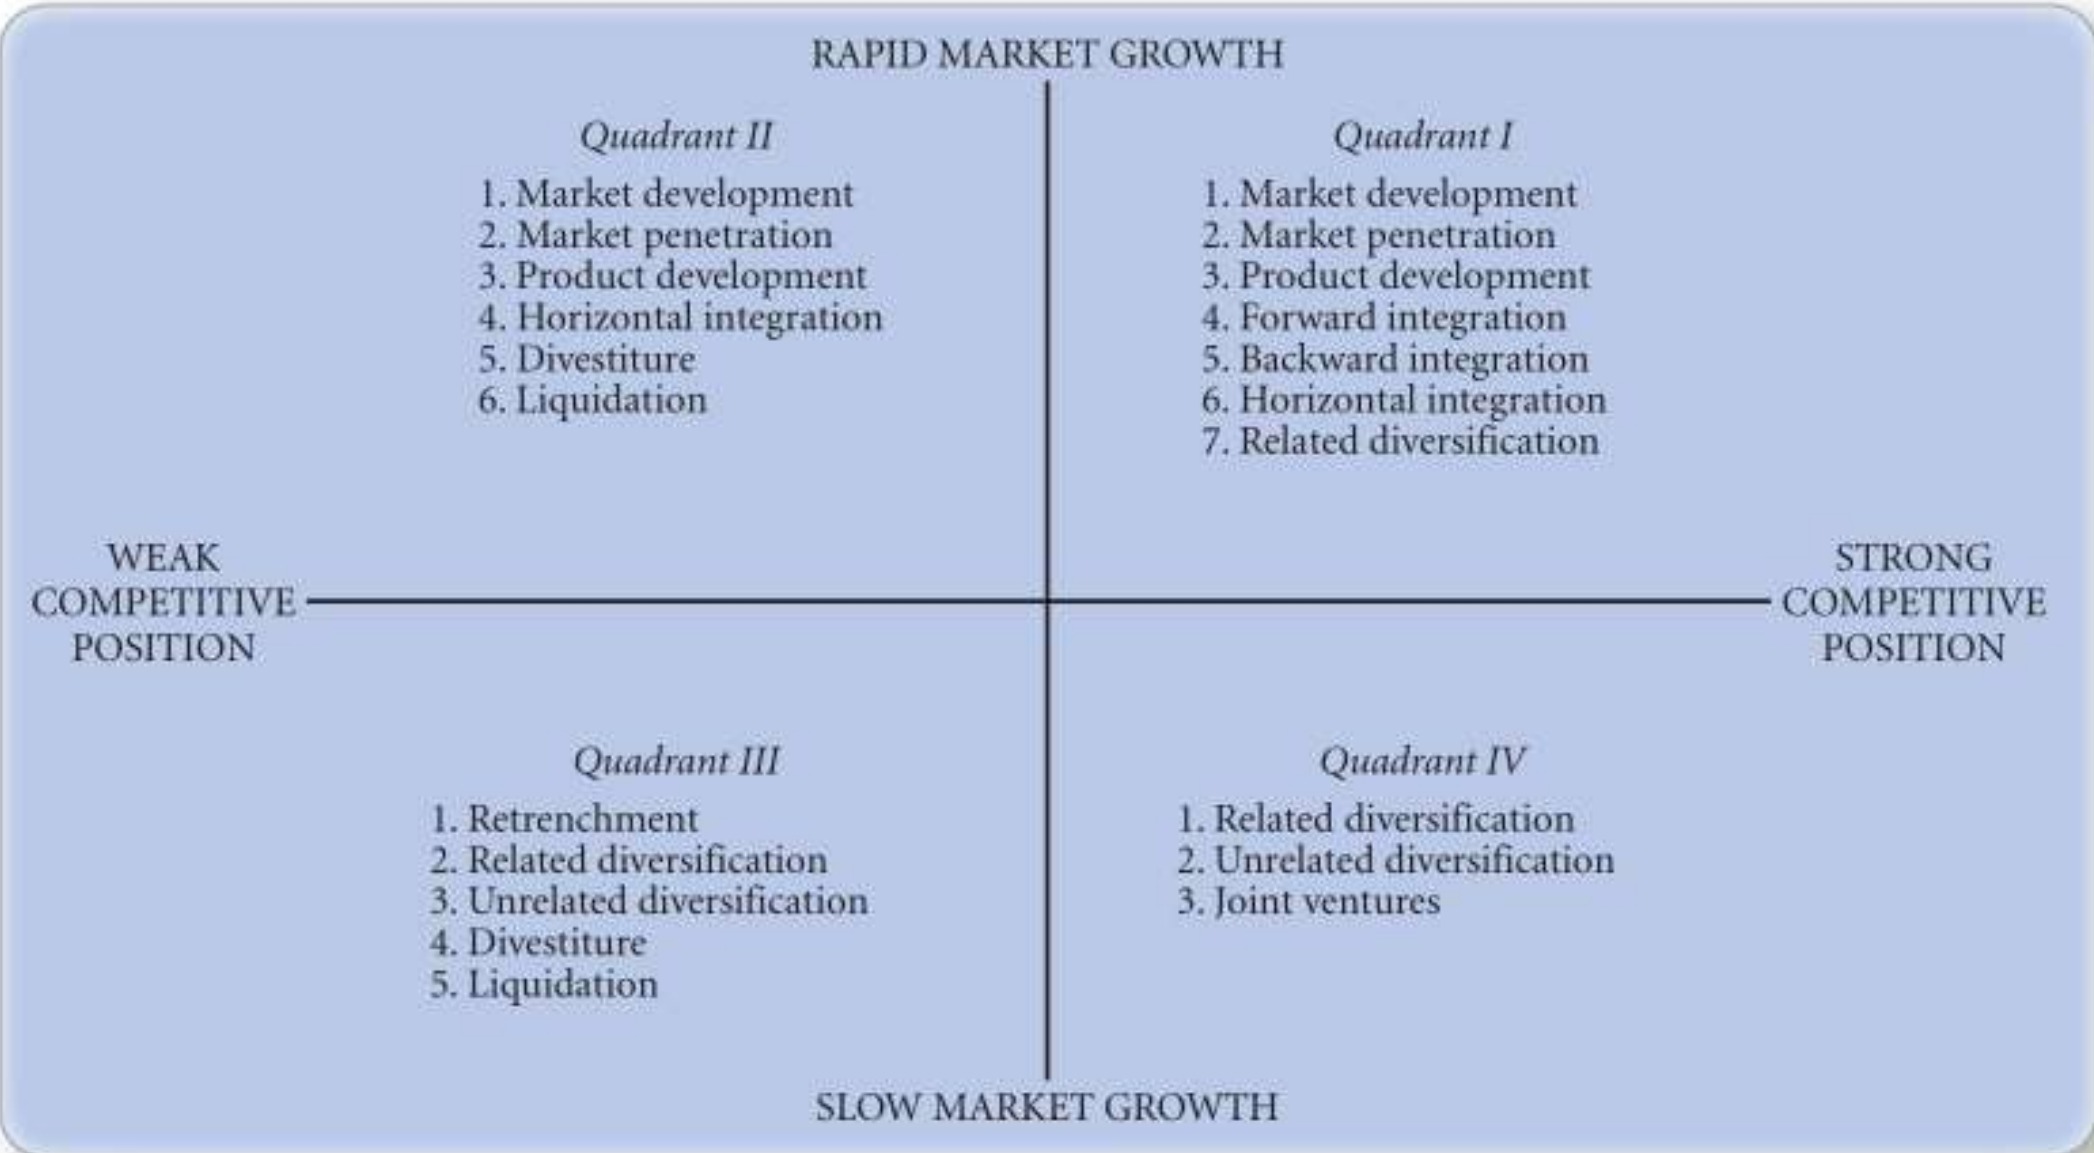 RAPID MARKET GROWTH
Quadrant II
1. Market development
2. Market penetration
3. Product development
4. Horizontal integration
5. Divestiture
6. Liquidation
Quadrant I
1. Market development
2. Market penetration
3. Product development
4. Forward integration
5. Backward integration
6. Horizontal integration
7. Related diversification
WEAK
COMPETITIVE
POSITION
STRONG
COMPETITIVE
POSITION
Quadrant III
1. Retrenchment
2. Related diversification
3. Unrelated diversification
4. Divestiture
5. Liquidation
Quadrant IV
1. Related diversification
2. Unrelated diversification
3. Joint ventures
SLOW MARKET GROWTH